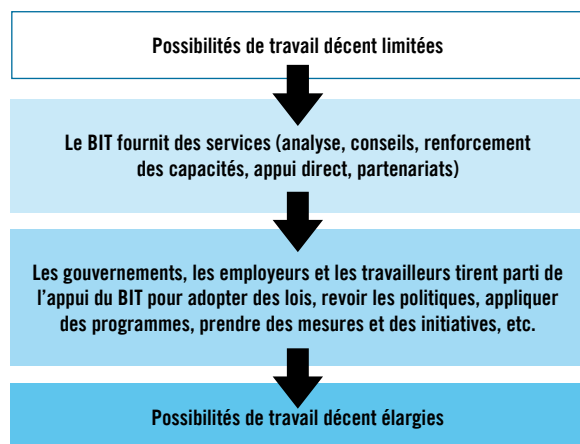 Possibilités de travail décent limitées
Le BIT fournit des services (analyse, conseils, renforcement
des capacités, appui direct, partenariats)
Les gouvernements, les employeurs et les travailleurs tirent parti de
l'appui du BIT pour adopter des lois, revoir les politiques, appliquer
des programmes, prendre des mesures et des initiatives, etc.
Possibilités de travail décent élargies